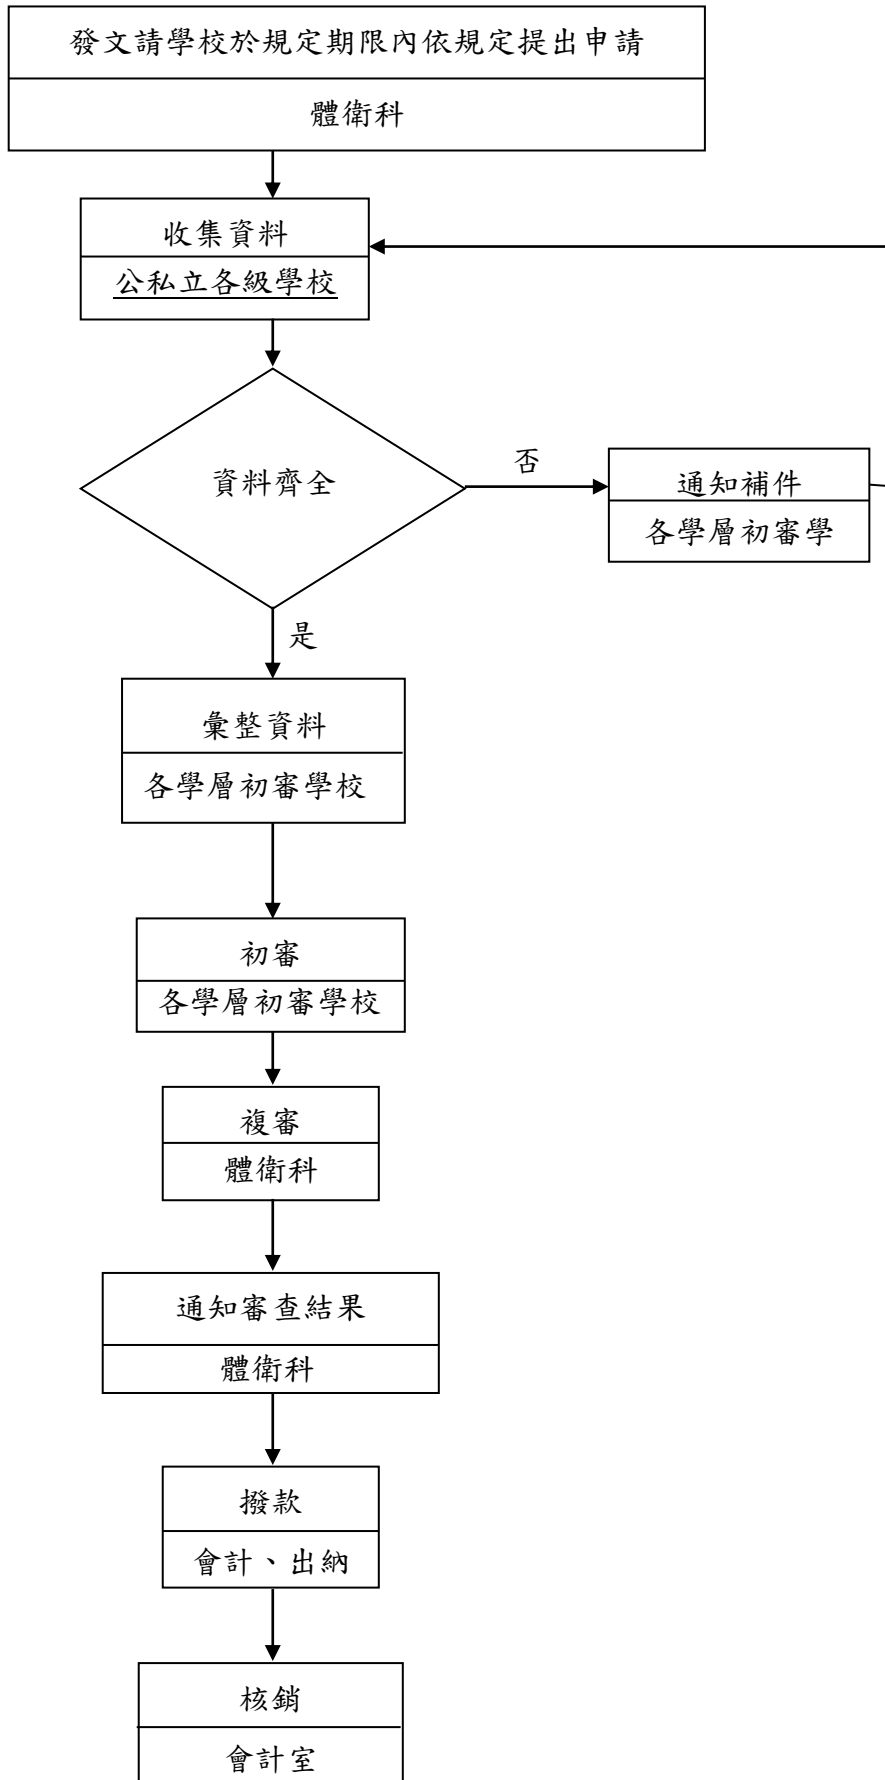 發文請學校於規定期限內依規定提出申請
體衛科
收集資料
公私立各級學校
資料齊全
否
通知補件
各學層初審學
是
彙整資料
各學層初審學校
初審
各學層初審學校
複審
體衛科
通知審查結果
體衛科
撥款
會計、出納
核銷
會計室